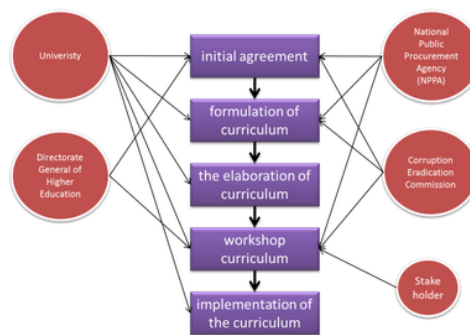 Univeristy
initial agreement
National
Public
Procurement
Agency
(NPPA)
formulation of
curriculum
Directorate
General of
Higher
Education
the elaboration of
curriculum
Corruption
Eradication
Commission
workshop
curriculum
Stake
holder
implementation of
the curriculum